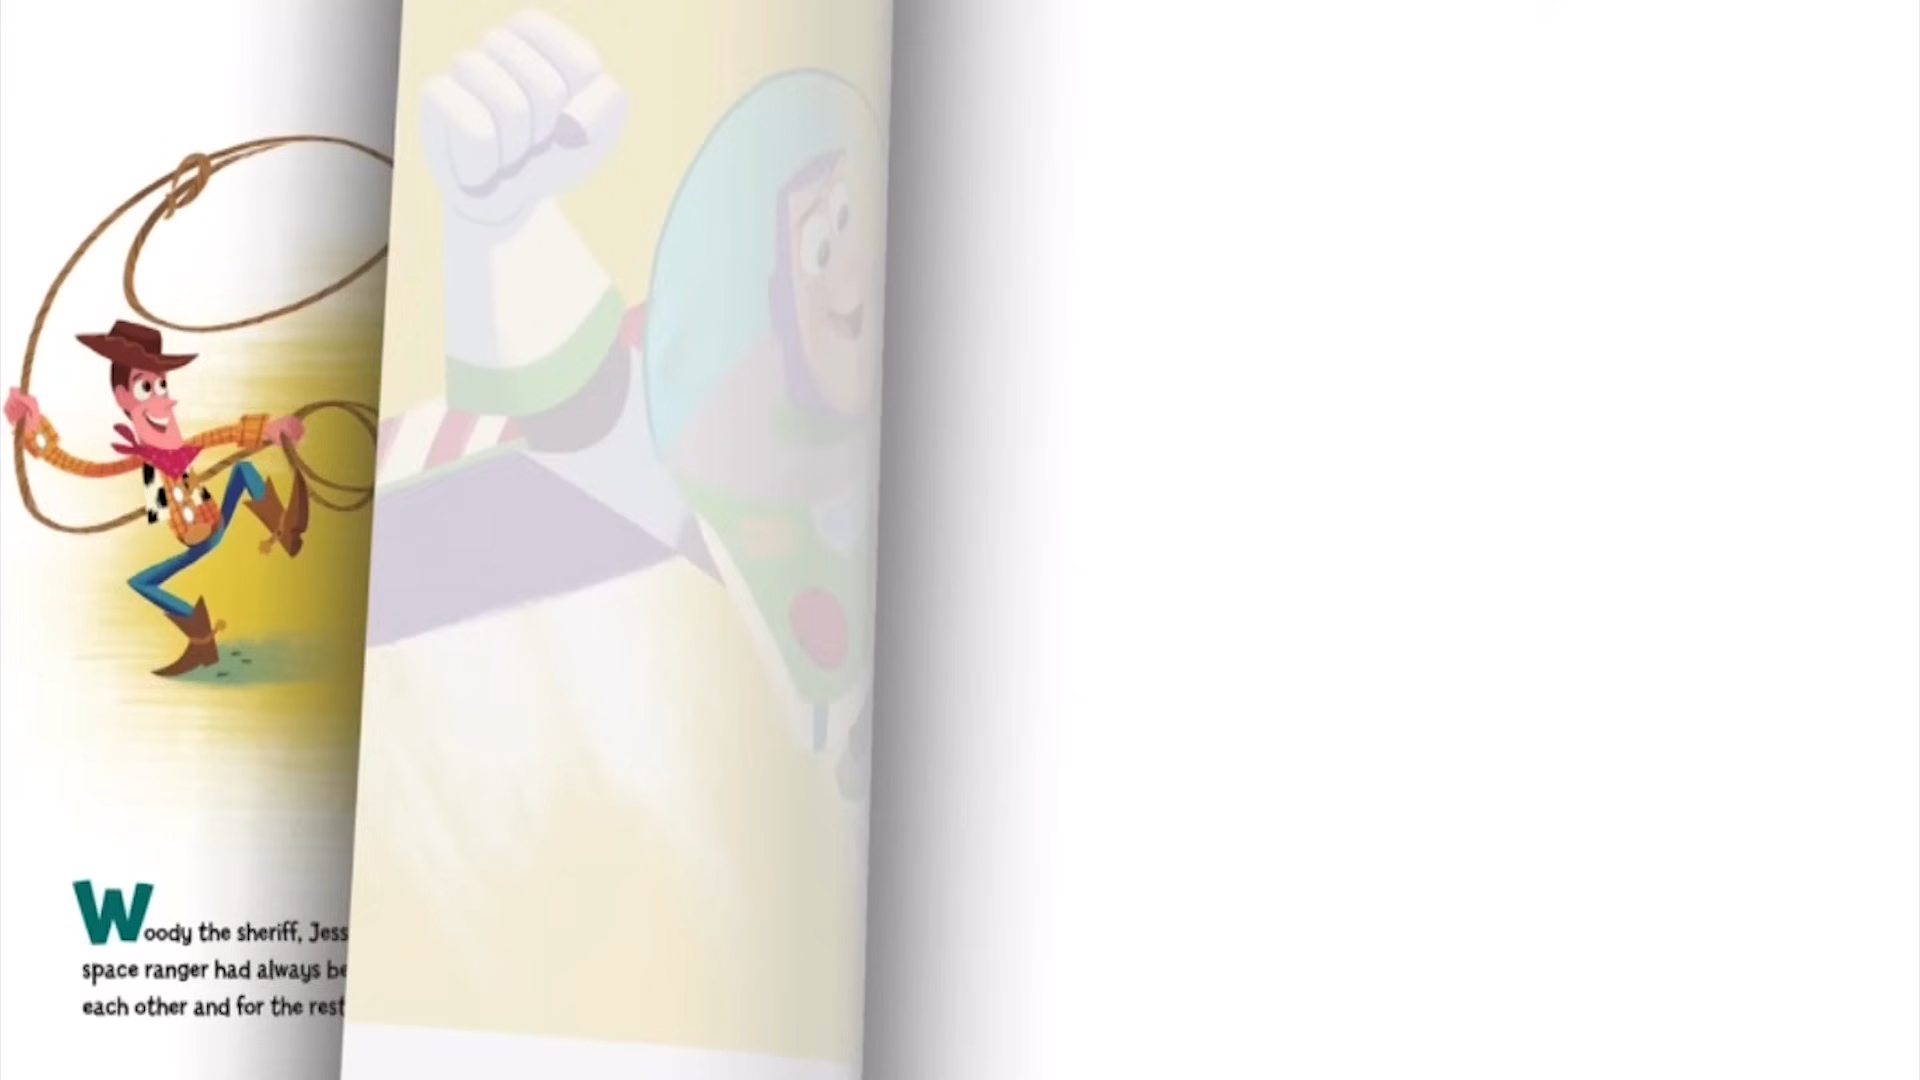 Woody the sheriff, Jess
space ranger had always be
each other and for the rest